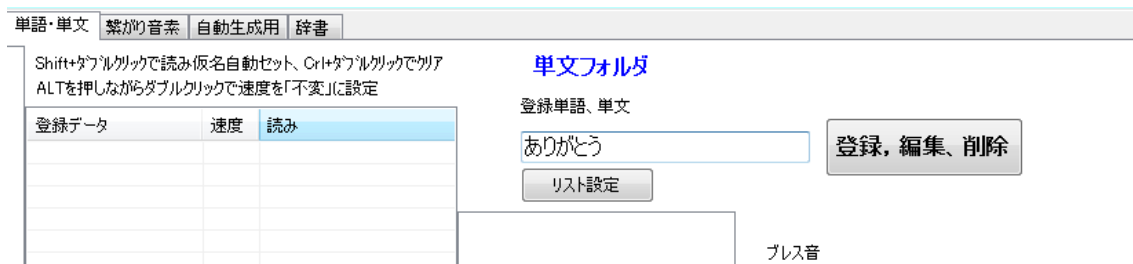 単語・単文 繋がり音素 自動生成用 辞書
Shift+ダブルクリックで読み仮名自動セット、Crl+ダブルクリックでクリア
ALTを押しながらダブルクリックで速度を「不変」に設定
登録データ 速度 読み
単文フォルダ
登録単語、単文
ありがとう
登録，編集、削除
リスト設定
ブレス音